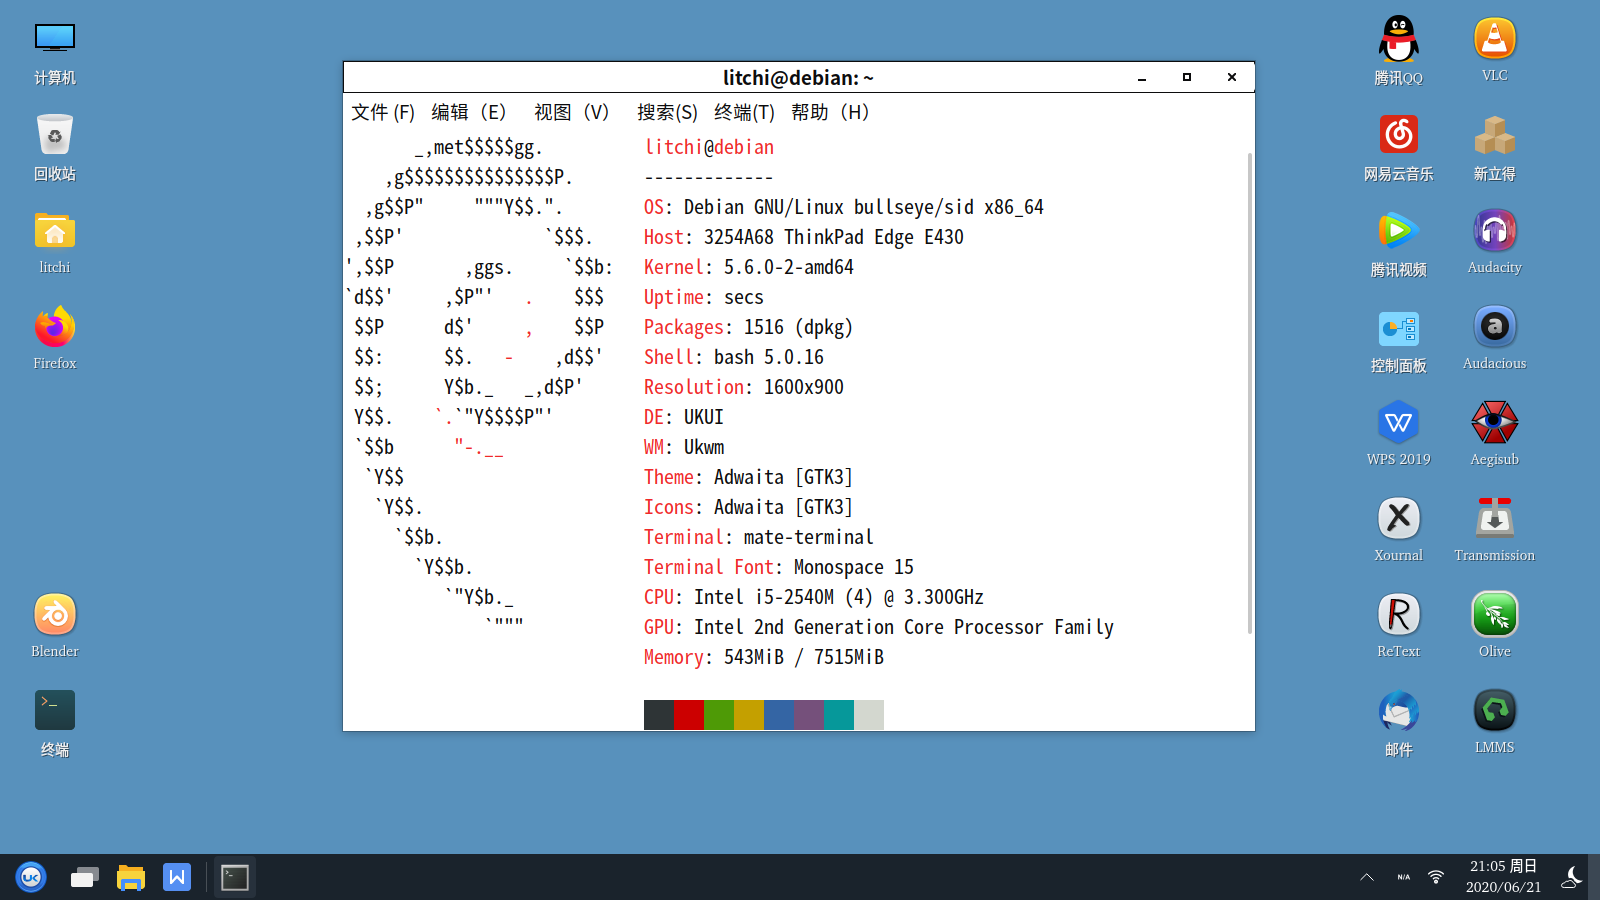 计算机
回收站
litchi
Firefox
Blender
终端
litchi@debian: ~
文件 (F) 编辑（E） 视图（V） 搜索(S) 终端(T) 帮助（H）
       _,met$$$$$gg.          litchi@debian
    ,g$$$$$$$$$$$$$$$P.       -------------
  ,g$$P"     """Y$$.".        OS: Debian GNU/Linux bullseye/sid x86_64
 ,$$P'              `$$$.     Host: 3254A68 ThinkPad Edge E430
',$$P       ,ggs.     `$$b:   Kernel: 5.6.0-2-amd64
`d$$'     ,$P"'   .    $$$    Uptime: secs
 $$P      d$'     ,    $$P    Packages: 1516 (dpkg)
 $$:      $$.   -    ,d$$'    Shell: bash 5.0.16
 $$;      Y$b._   _,d$P'      Resolution: 1600x900
 Y$$.    `.`"Y$$$$P"'         DE: UKUI
 `$$b      "-.__              WM: Ukwm
  `Y$$                        Theme: Adwaita [GTK3]
   `Y$$.                      Icons: Adwaita [GTK3]
     `$$b.                    Terminal: mate-terminal
       `Y$$b.                 Terminal Font: Monospace 15
          `"Y$b._             CPU: Intel i5-2540M (4) @ 3.300GHz
              `"""            GPU: Intel 2nd Generation Core Processor Family
                              Memory: 543MiB / 7515MiB
腾讯QQ
VLC
网易云音乐
新立得
腾讯视频
Audacity
控制面板
Audacious
WPS 2019
Aegisub
Xournal
Transmission
ReText
Olive
邮件
LMMS
UK
W
N/A
21:05 周日
2020/06/21